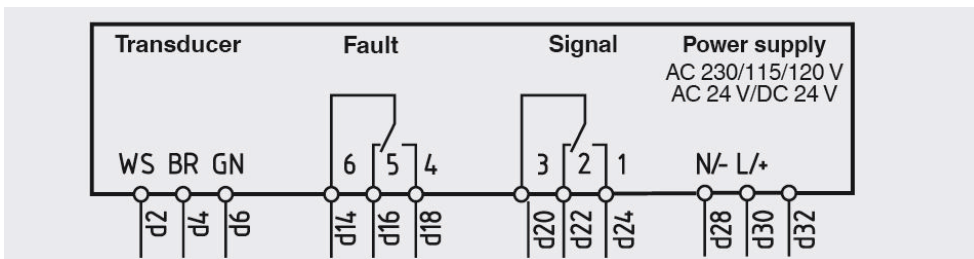 Transducer Fault Signal Power supply
AC 230/115/120 V
AC 24 V/DC 24 V
WS BR GN 6 5 4 3 2 1 N/- L/+
d2 d4 d6 d14 d16 d18 d20 d22 d24 d28 d30 d32